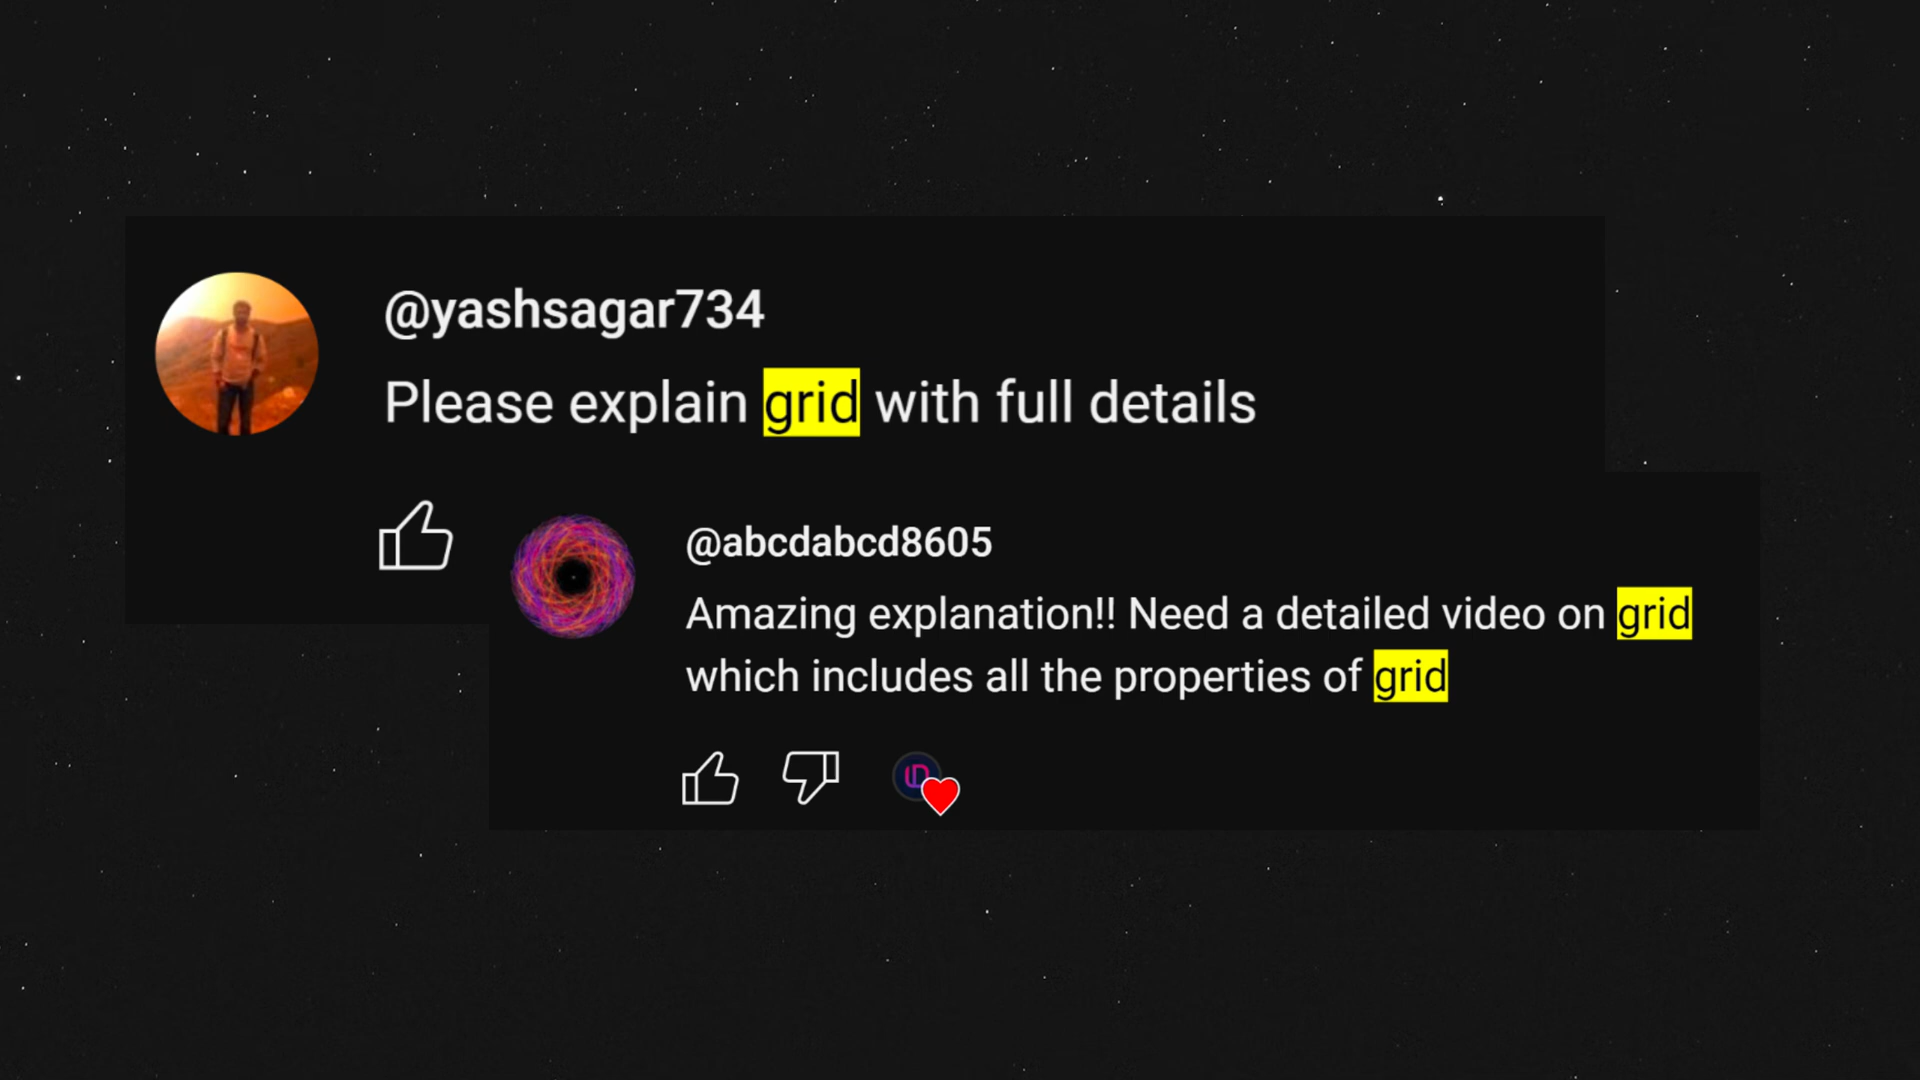 @yashsagar734
Please explain grid with full details
@abcdabcd8605
Amazing explanation!! Need a detailed video on grid
which includes all the properties of grid